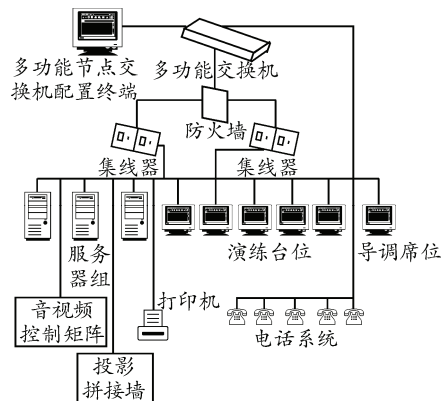 多功能节点交
换机配置终端
多功能交换机
防火墙
集线器
集线器
服务
器组
演练台位
导调席位
音视频
控制矩阵
打印机
电话系统
投影
拼接墙